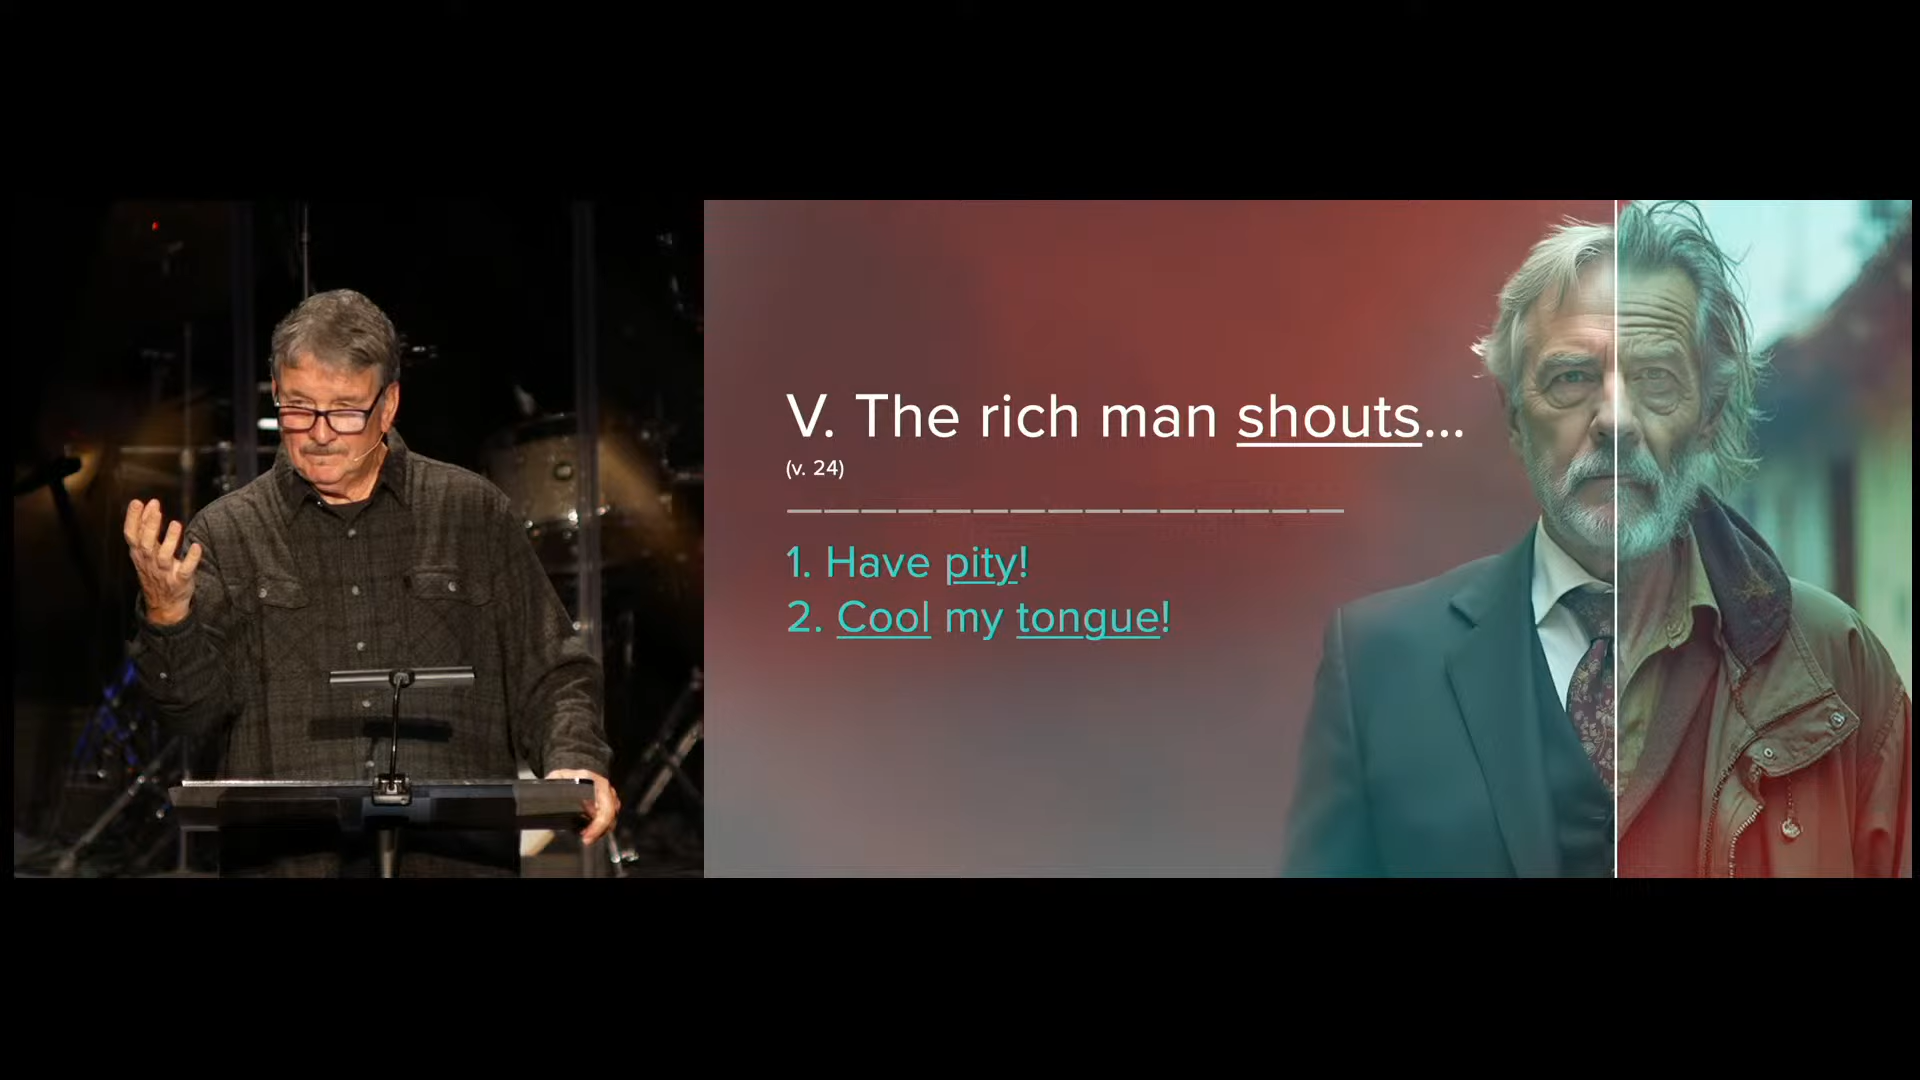 V. The rich man shouts...
(v. 24)
1. Have pity!
2. Cool my tongue!